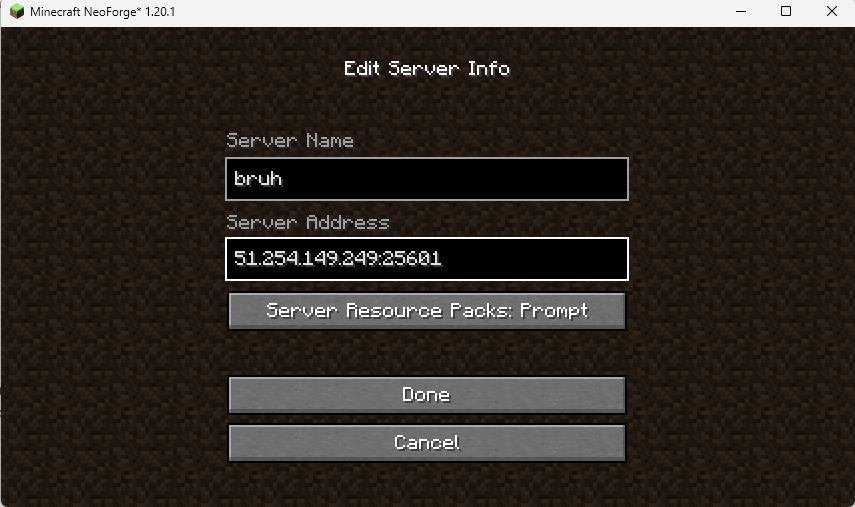 Minecraft NeoForge* 1.20.1
Edit Server Info
Server Name
bruh
Server Address
51.254.149.249:25601
Server Resource Packs: Prompt
Done
Cancel